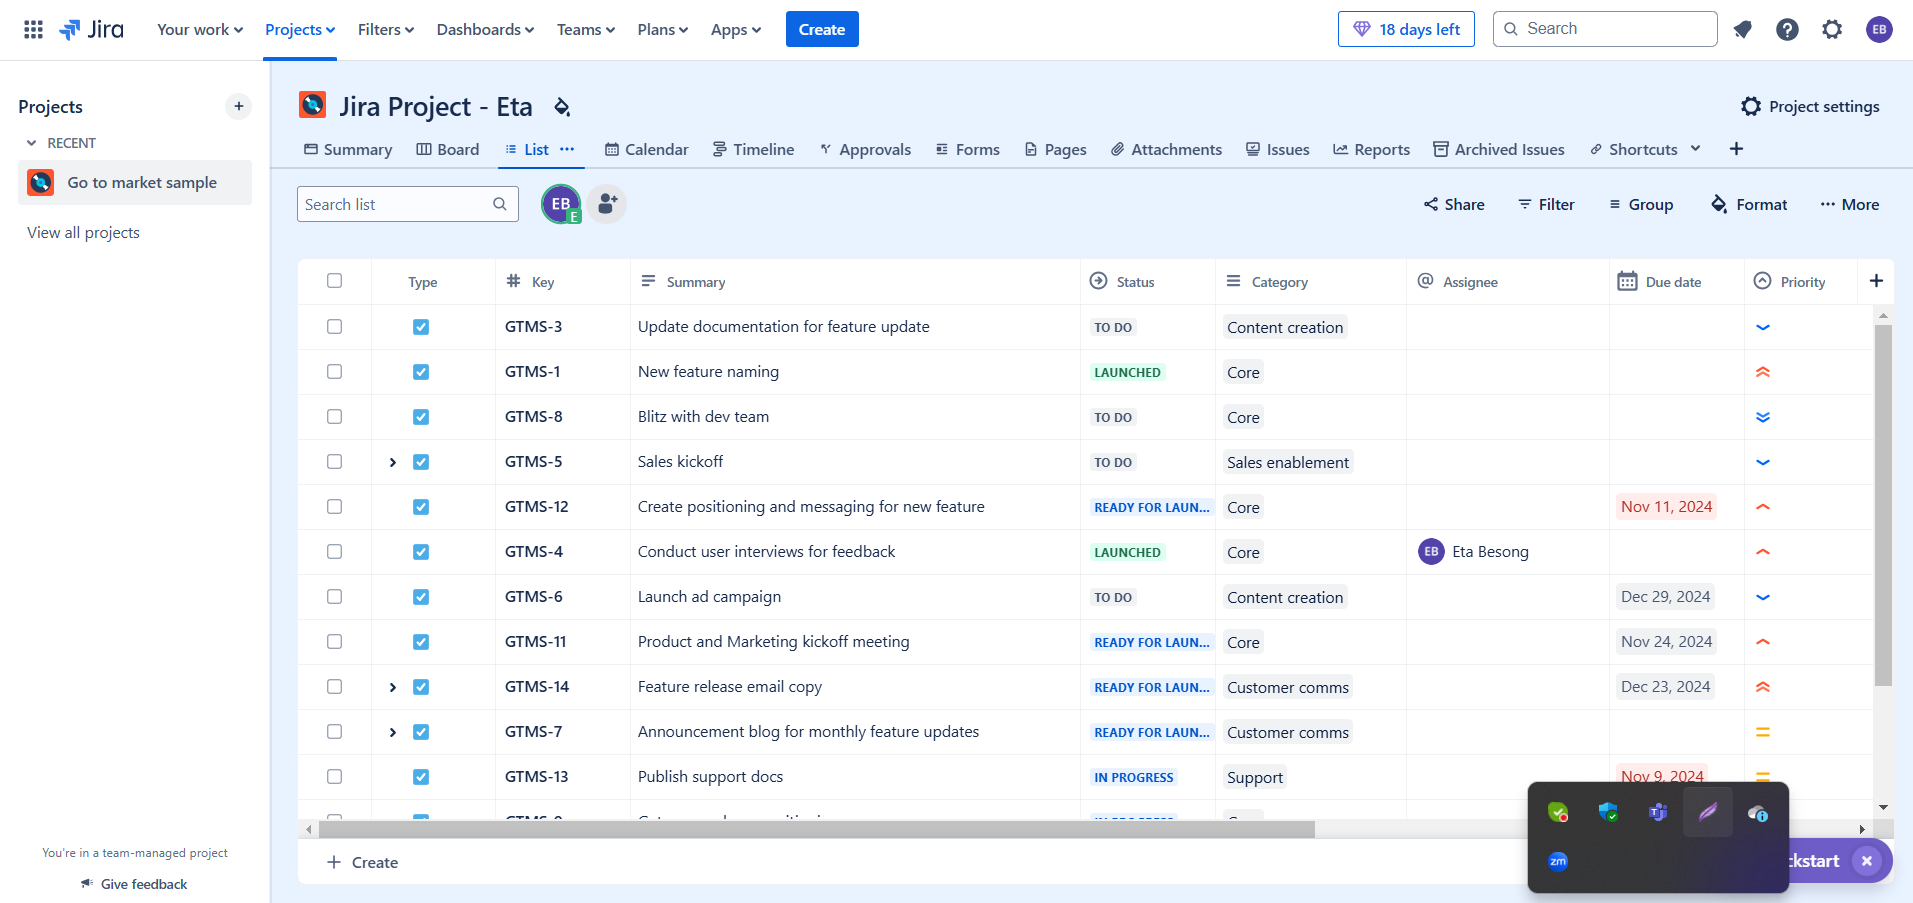 Jira Your work Projects Filters Dashboards Teams Plans Apps Create 18 days left Search EB
Projects
RECENT
Go to market sample
View all projects
You're in a team-managed project
Give feedback
Jira Project - Eta Project settings
Summary Board List Calendar Timeline Approvals Forms Pages Attachments Issues Reports Archived Issues Shortcuts
Search list EB E Share Filter Group Format More
Type Key Summary Status Category Assignee Due date Priority
GTMS-3 Update documentation for feature update TO DO Content creation
GTMS-1 New feature naming LAUNCHED Core
GTMS-8 Blitz with dev team TO DO Core
GTMS-5 Sales kickoff TO DO Sales enablement
GTMS-12 Create positioning and messaging for new feature READY FOR LAUN... Core Nov 11, 2024
GTMS-4 Conduct user interviews for feedback LAUNCHED Core EB Eta Besong
GTMS-6 Launch ad campaign TO DO Content creation Dec 29, 2024
GTMS-11 Product and Marketing kickoff meeting READY FOR LAUN... Core Nov 24, 2024
GTMS-14 Feature release email copy READY FOR LAUN... Customer comms Dec 23, 2024
GTMS-7 Announcement blog for monthly feature updates READY FOR LAUN... Customer comms
GTMS-13 Publish support docs IN PROGRESS Support Nov 9, 2024
Create
zm
ckstart